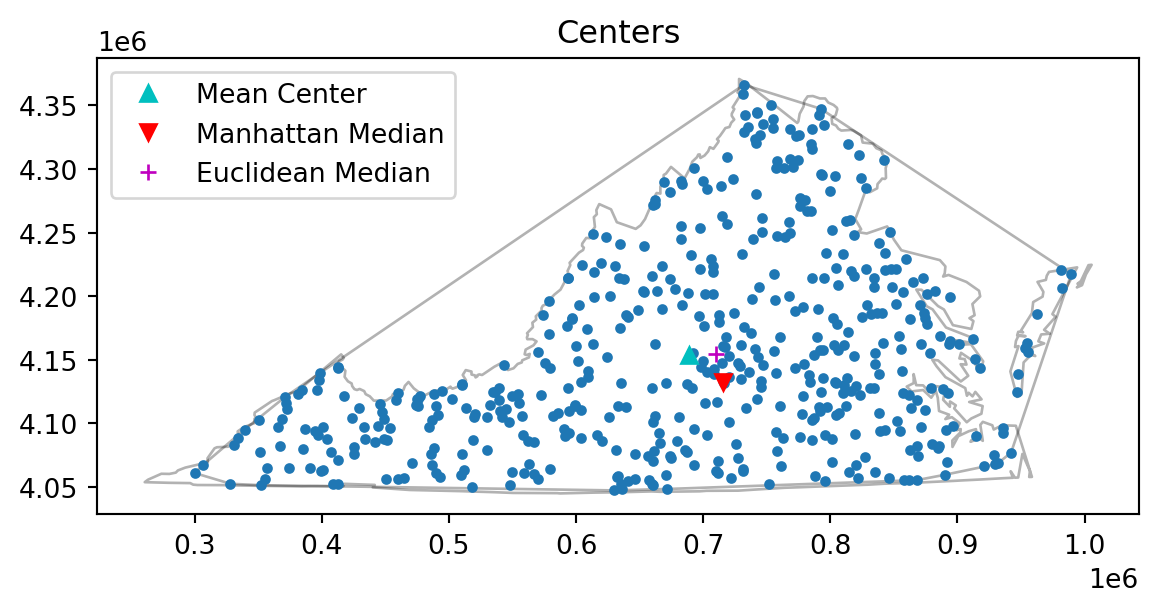 Centers
1e6
Mean Center
Manhattan Median
Euclidean Median
4.35
4.30
4.25
4.20
4.15
4.10
4.05
0.3 0.4 0.5 0.6 0.7 0.8 0.9 1.0
1e6